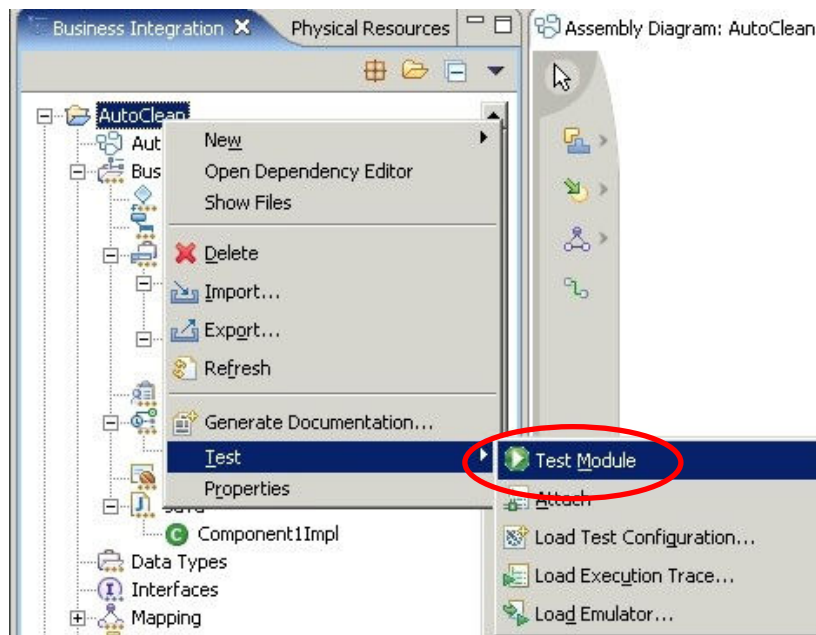 Business Integration
Physical Resources
Assembly Diagram: AutoClean
AutoClean
Aut
Bus
New
Open Dependency Editor
Show Files
Delete
Import...
Export...
Refresh
Generate Documentation...
Test
Properties
Test Module
Attach
Load Test Configuration...
Load Execution Trace...
Load Emulator...
Java
Component1Impl
Data Types
Interfaces
Mapping